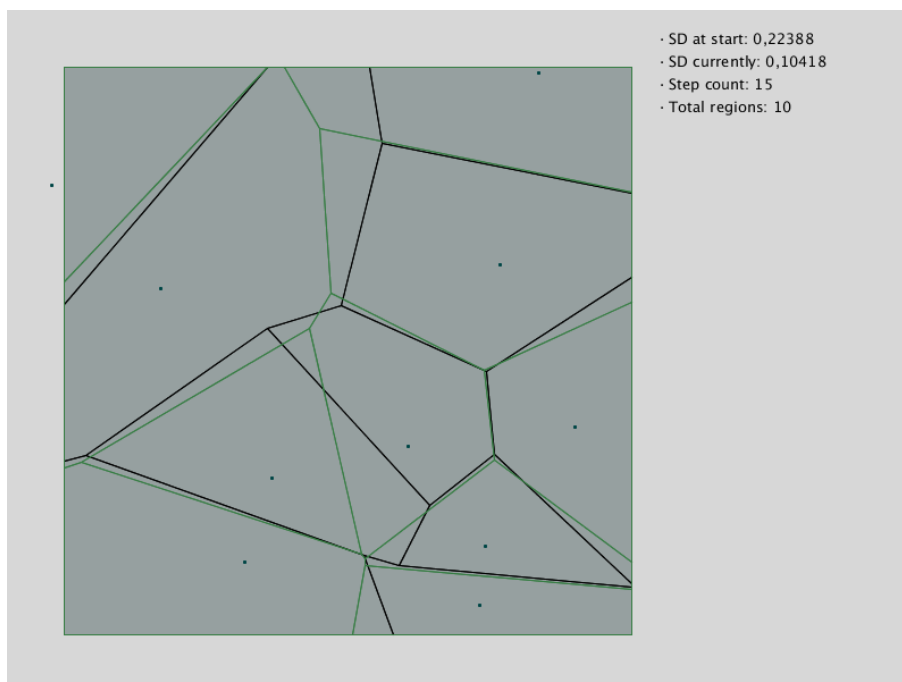 · SD at start: 0,22388
· SD currently: 0,10418
· Step count: 15
· Total regions: 10